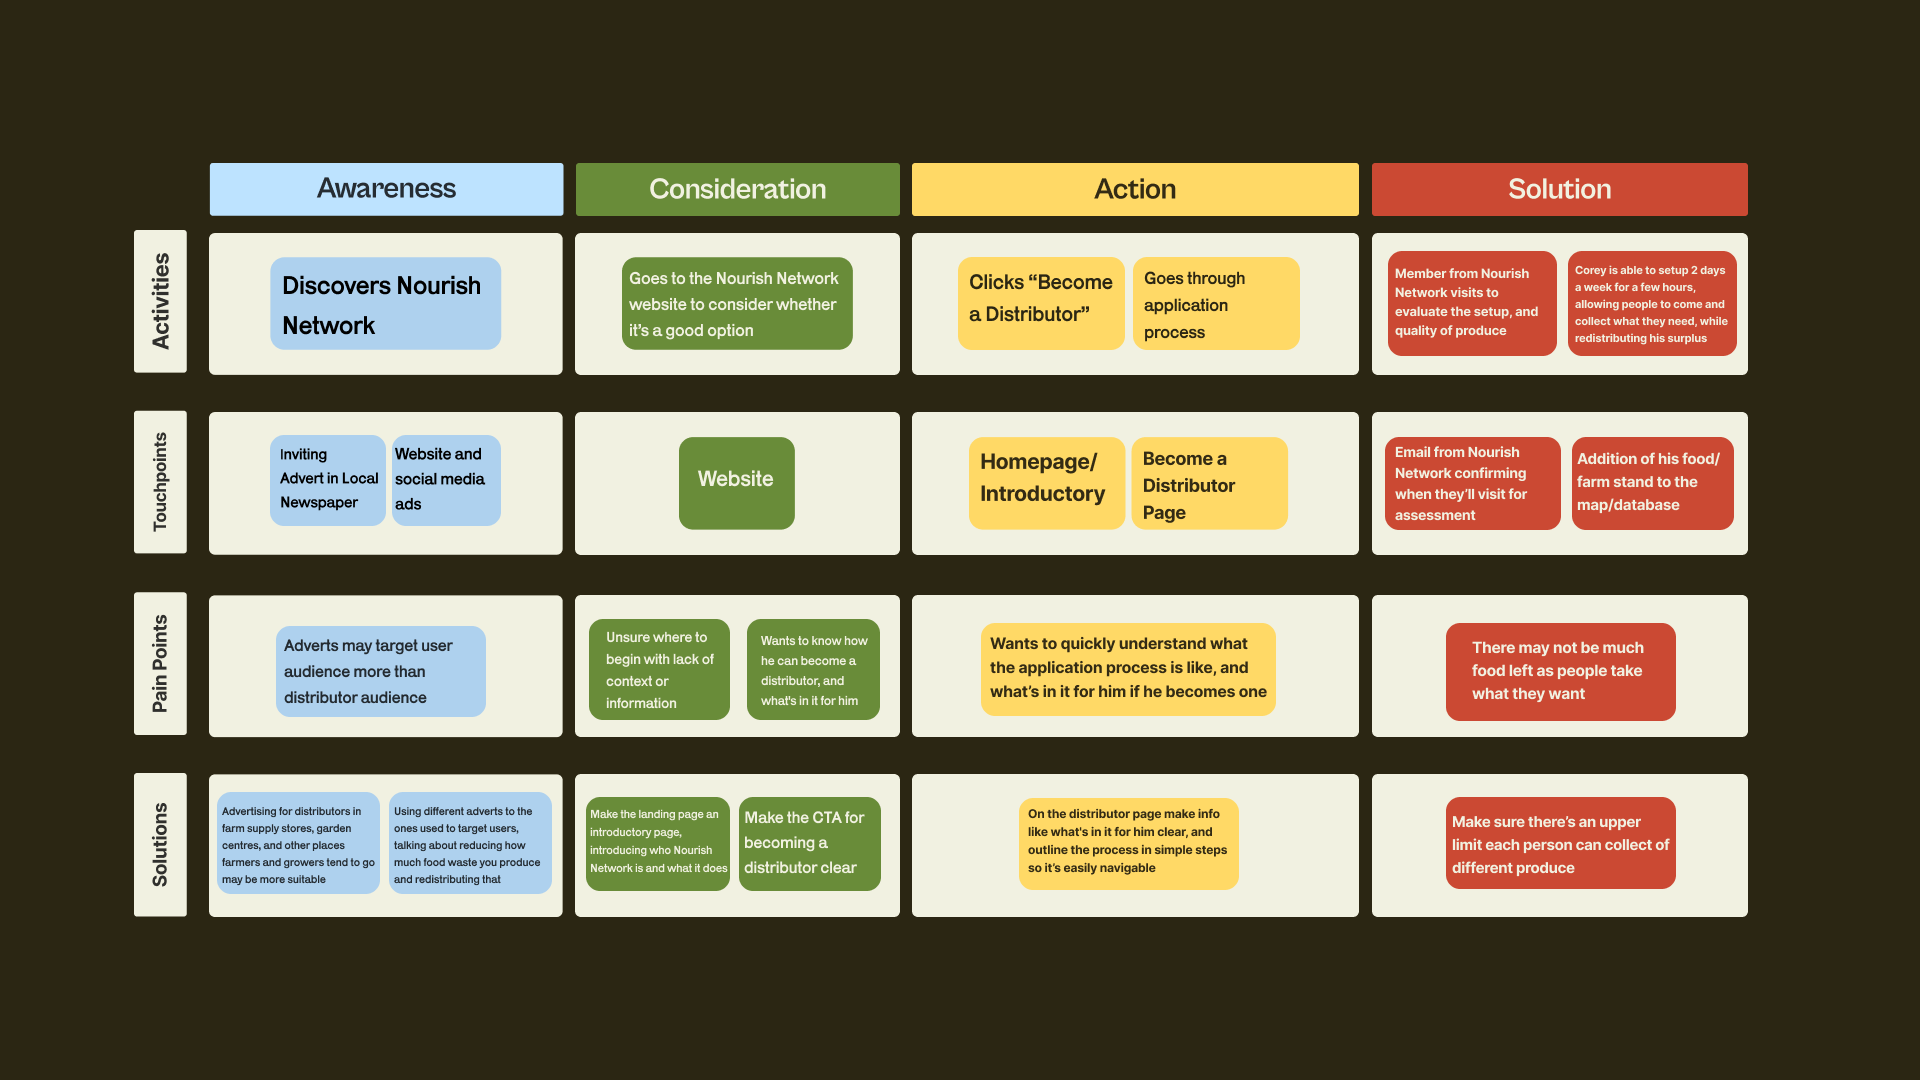 Awareness
Consideration
Action
Solution
Activities
Discovers Nourish
Network
Goes to the Nourish Network
website to consider whether
it’s a good option
Clicks “Become
a Distributor”
Goes through
application
process
Member from Nourish
Network visits to
evaluate the setup, and
quality of produce
Corey is able to setup 2 days
a week for a few hours,
allowing people to come and
collect what they need, while
redistributing his surplus
Touchpoints
Inviting
Advert in Local
Newspaper
Website and
social media
ads
Website
Homepage/
Introductory
Become a
Distributor
Page
Email from Nourish
Network confirming
when they’ll visit for
assessment
Addition of his food/
farm stand to the
map/database
Pain Points
Adverts may target user
audience more than
distributor audience
Unsure where to
begin with lack of
context or
information
Wants to know how
he can become a
distributor, and
what's in it for him
Wants to quickly understand what
the application process is like, and
what’s in it for him if he becomes one
There may not be much
food left as people take
what they want
Solutions
Advertising for distributors in
farm supply stores, garden
centres, and other places
farmers and growers tend to go
may be more suitable
Using different adverts to the
ones used to target users,
talking about reducing how
much food waste you produce
and redistributing that
Make the landing page an
introductory page,
introducing who Nourish
Network is and what it does
Make the CTA for
becoming a
distributor clear
On the distributor page make info
like what's in it for him clear, and
outline the process in simple steps
so it’s easily navigable
Make sure there’s an upper
limit each person can collect of
different produce